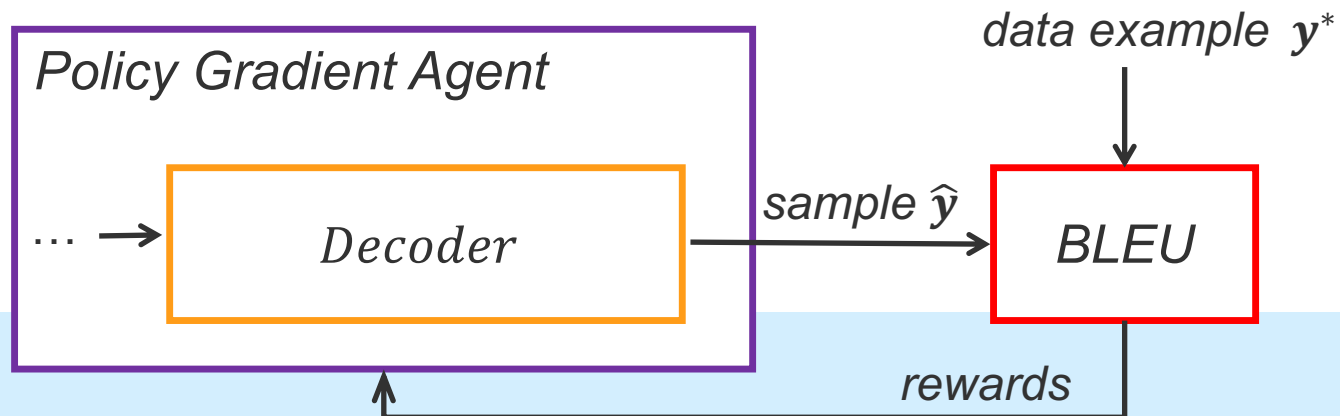 data example y*
Policy Gradient Agent
sample ŷ
... 
Decoder
BLEU
rewards